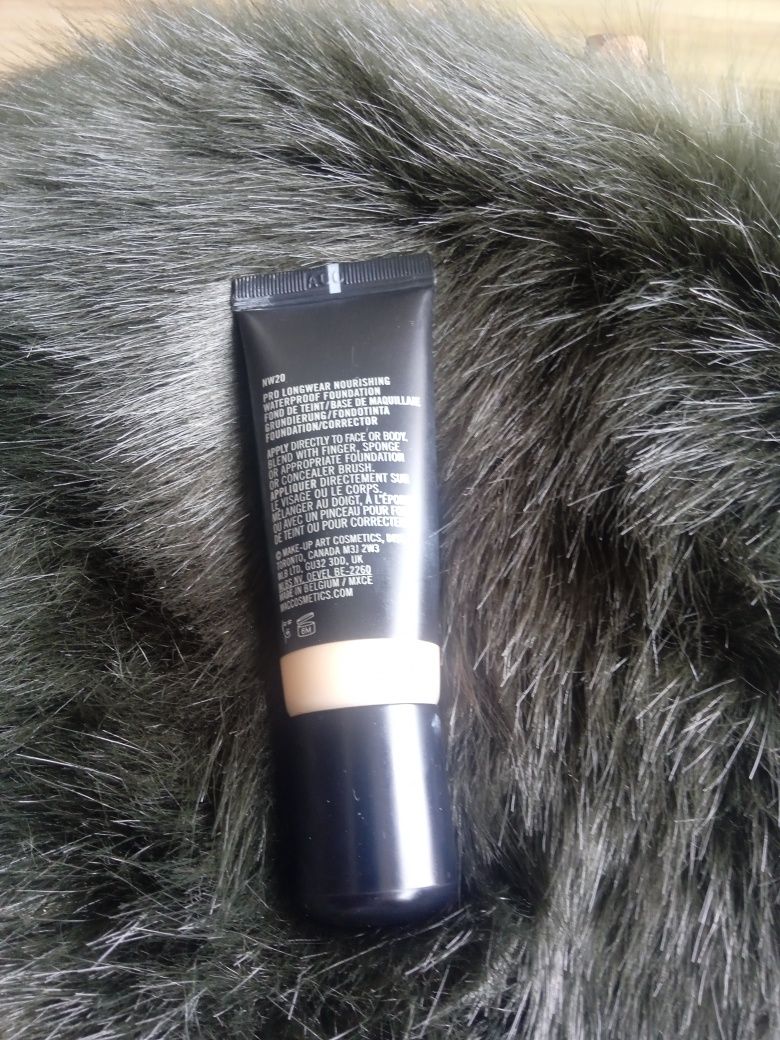 NW20
PRO LONGWEAR NOURISHING
WATERPROOF FOUNDATION
FOND DE TEINT/BASE DE MAQUILLAJE
GRUNDIERUNG/FONDOTINTA
FOUNDATION/CORRECTOR
APPLY DIRECTLY TO FACE OR BODY.
BLEND WITH FINGER, SPONGE
OR APPROPRIATE FOUNDATION
OR CONCEALER BRUSH.
APPLIQUER DIRECTEMENT SUR
LE VISAGE OU LE CORPS.
MÉLANGER AU DOIGT, À
OU AVEC UN PINCEAU POUR
DE TEINT OU POUR
© MAKE-UP ART COSMETICS,
TORONTO, CANADA M3J 2W3
MLB LTD, GU32 3DD, UK
NV, OEVEL BE-2260
MADE IN BELGIUM / MXCE
MACCOSMETICS.COM